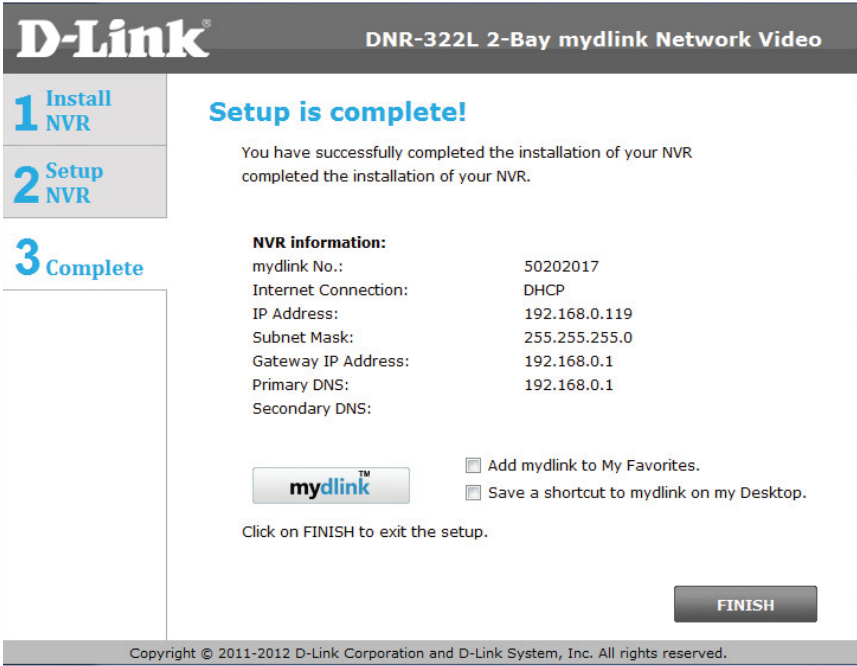 D-Link®
DNR-322L 2-Bay mydlink Network Video
1 Install
NVR
2 Setup
NVR
3 Complete
Setup is complete!
You have successfully completed the installation of your NVR
completed the installation of your NVR.
NVR information:
mydlink No.: 50202017
Internet Connection: DHCP
IP Address: 192.168.0.119
Subnet Mask: 255.255.255.0
Gateway IP Address: 192.168.0.1
Primary DNS: 192.168.0.1
Secondary DNS:
mydlink™
Add mydlink to My Favorites.
Save a shortcut to mydlink on my Desktop.
Click on FINISH to exit the setup.
FINISH
Copyright © 2011-2012 D-Link Corporation and D-Link System, Inc. All rights reserved.